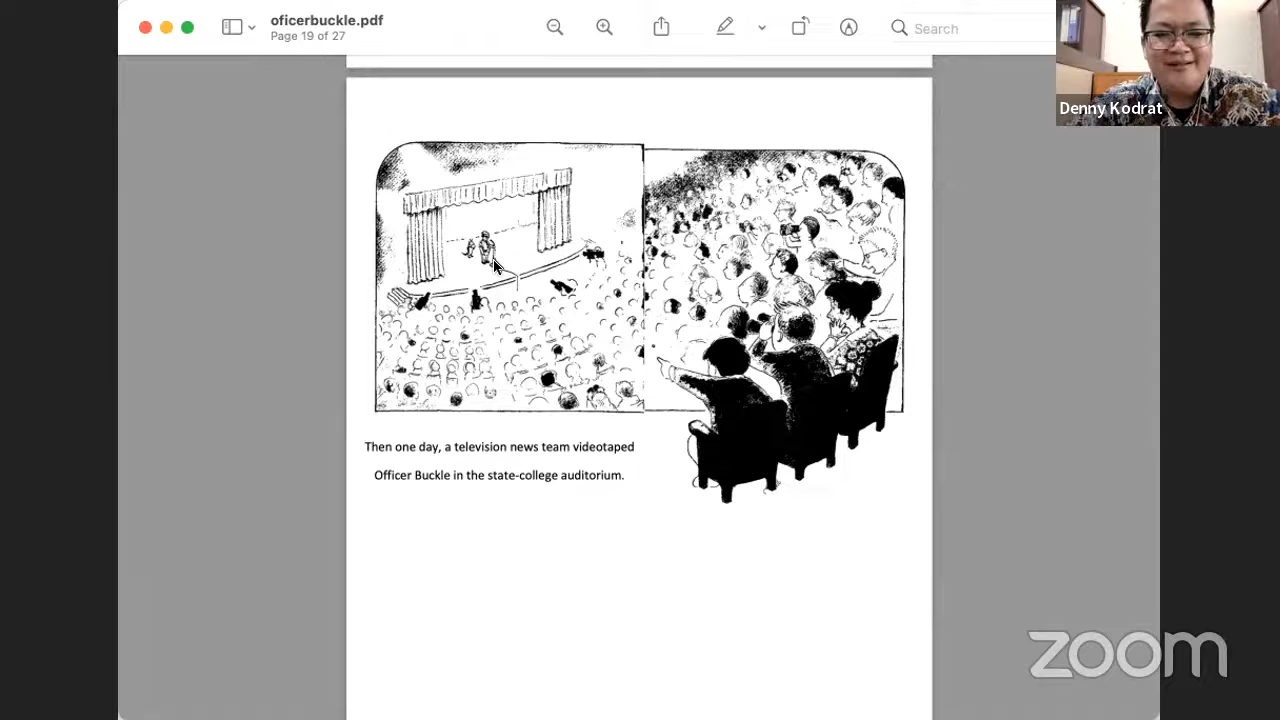 oficerbuckle.pdf
Page 19 of 27
Search
Denny Kodrat
Then one day, a television news team videotaped
Officer Buckle in the state-college auditorium.
zoom